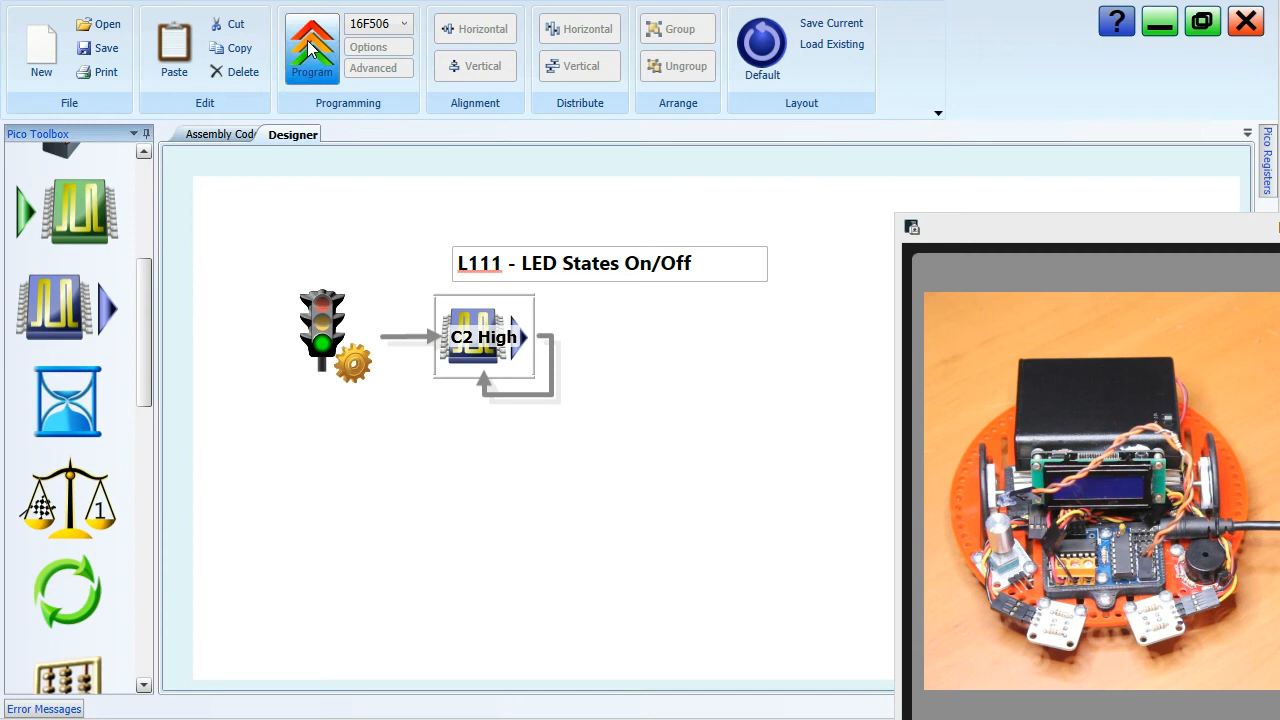 New
Open
Save
Print
File
Paste
Cut
Copy
Delete
Edit
Program
16F506
Options
Advanced
Programming
Horizontal
Vertical
Alignment
Horizontal
Vertical
Distribute
Group
Ungroup
Arrange
Default
Save Current
Load Existing
Layout
?
Pico Toolbox
Assembly Cod
Designer
Pico Registers
L111 - LED States On/Off
C2 High
1
Error Messages